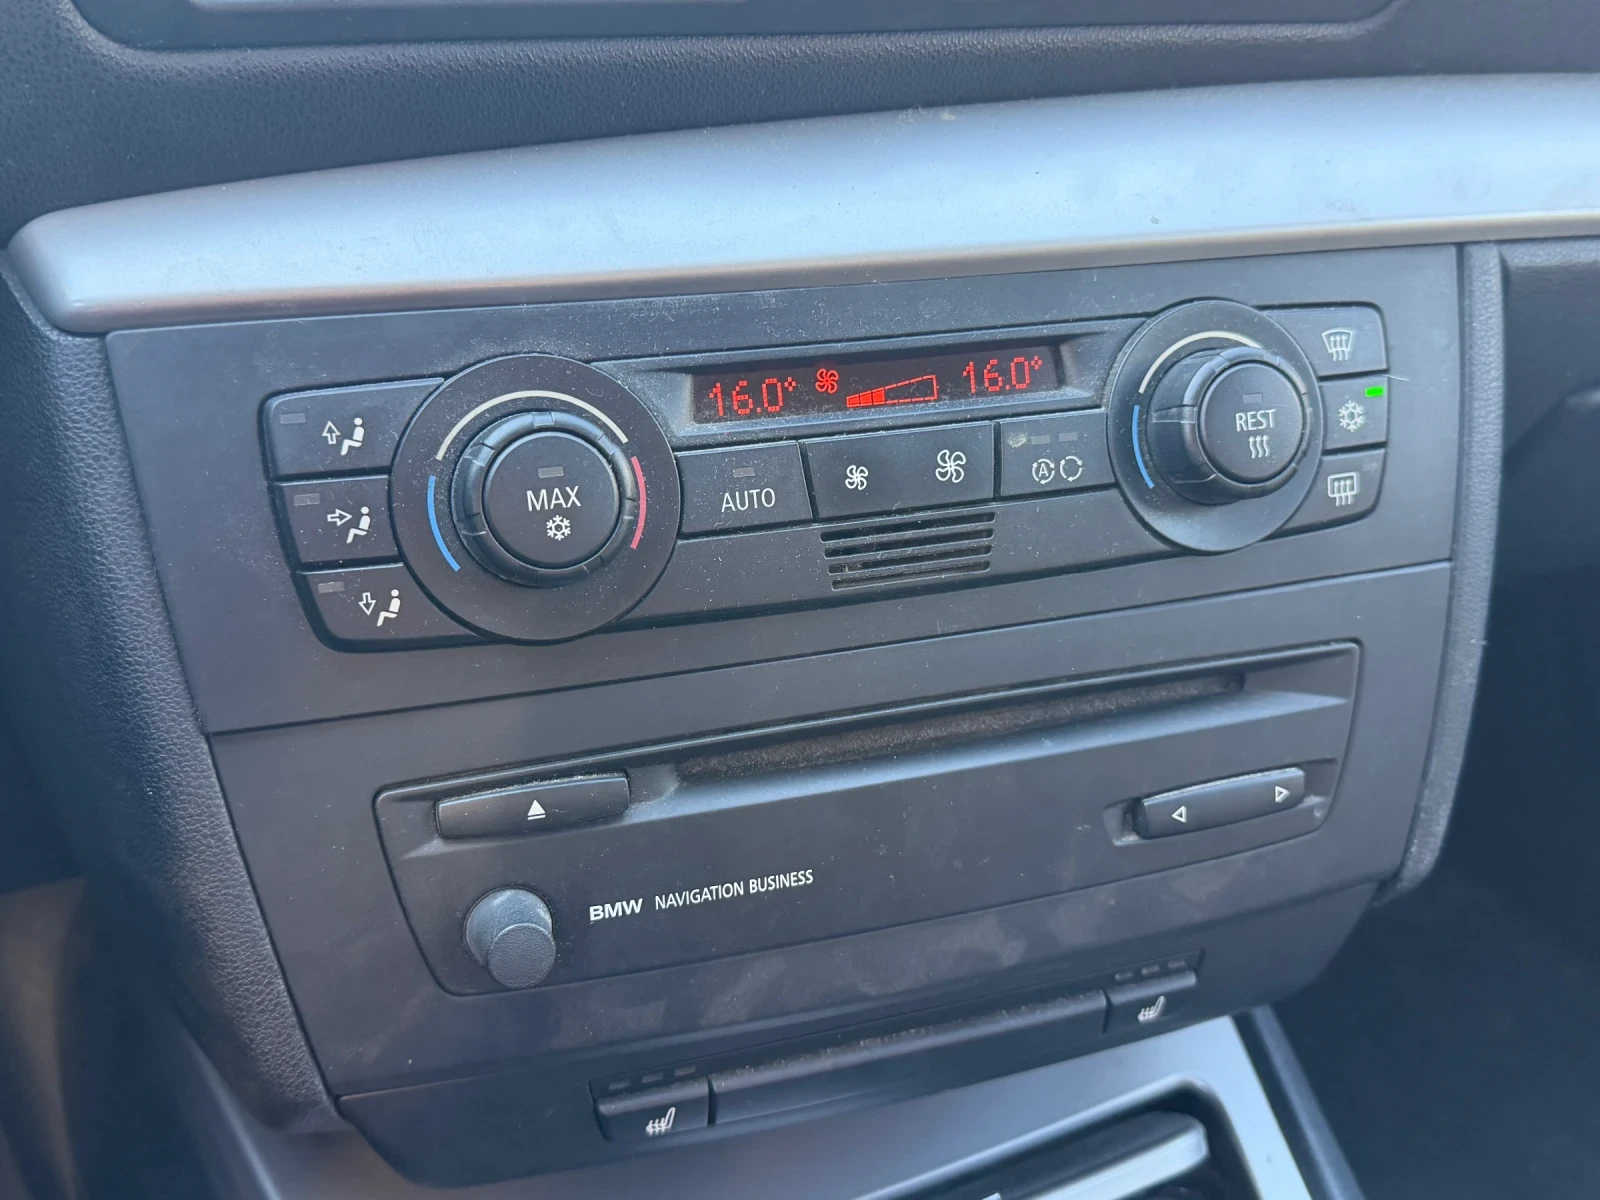 16.0° 16.0°
MAX
AUTO
A
REST
BMW NAVIGATION BUSINESS